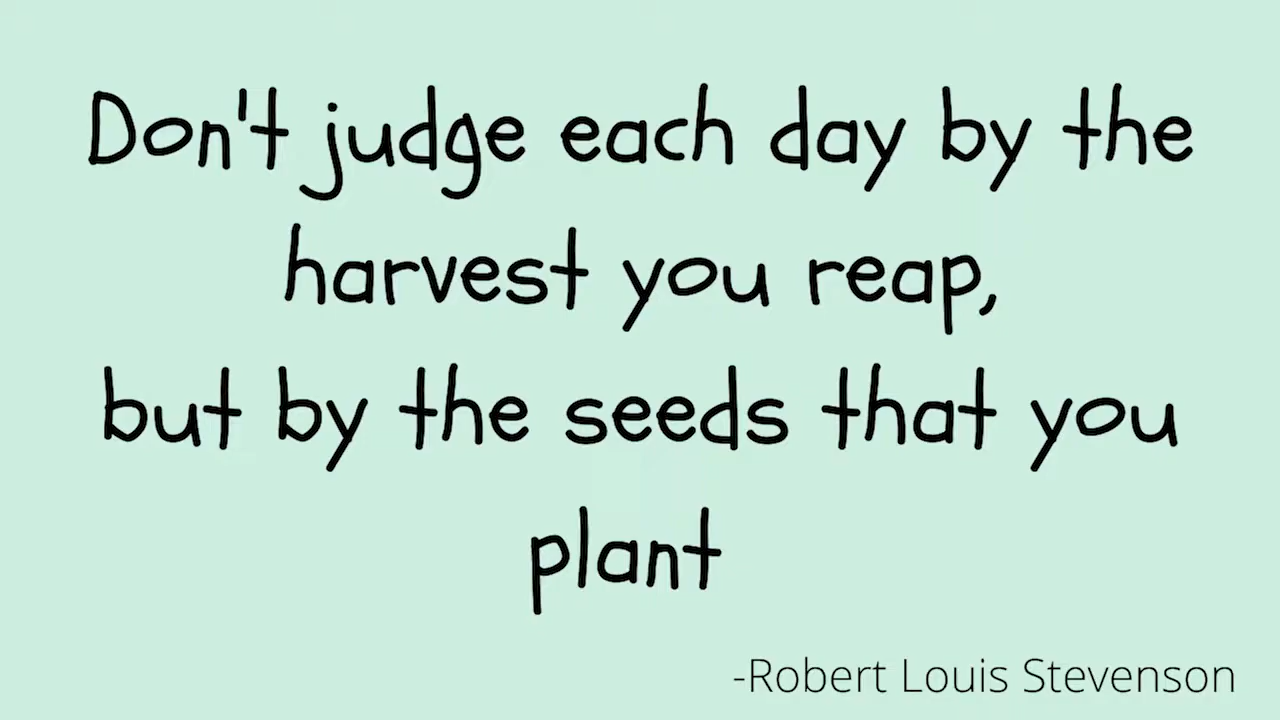 Don't judge each day by the
harvest you reap,
but by the seeds that you
plant
-Robert Louis Stevenson